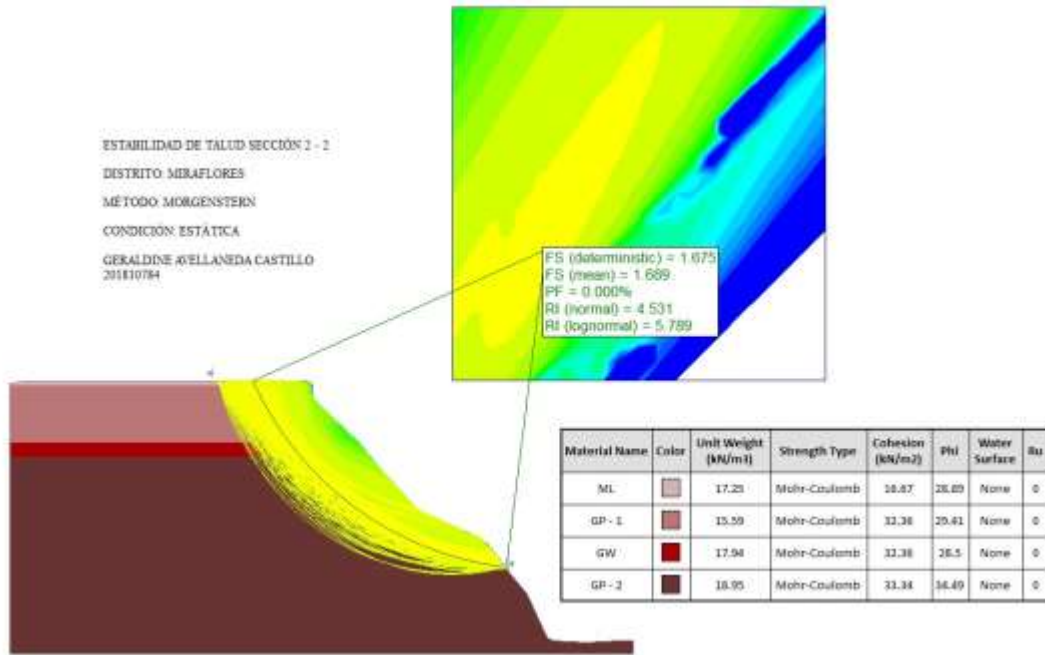 ESTABILIDAD DE TALUD SECCIÓN 2 - 2
DISTRITO: MIRAFLORES
MÉTODO: MORGENSTERN
CONDICIÓN: ESTÁTICA
GERALDINE AVELLANEDA CASTILLO
201810784
FS (deterministic) = 1.675
FS (mean) = 1.689
PF = 0.000%
RI (normal) = 4.531
RI (lognormal) = 5.789
Material Name Color Unit Weight (kN/m3) Strength Type Cohesion (kN/m2) Phi Water Surface Ru
ML 17.25 Mohr-Coulomb 16.67 28.89 None 0
GP - 1 15.59 Mohr-Coulomb 32.36 29.41 None 0
GW 17.94 Mohr-Coulomb 32.36 28.5 None 0
GP - 2 18.95 Mohr-Coulomb 33.34 34.49 None 0